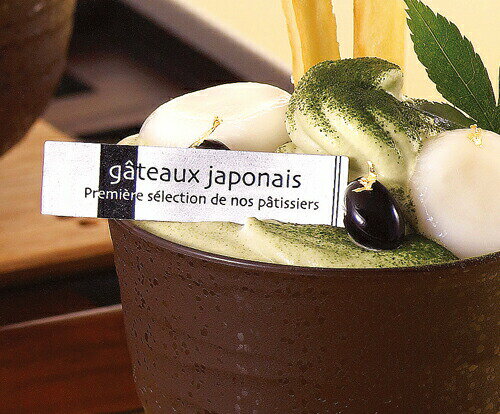 gâteaux japonais
Première sélection de nos pâtissiers